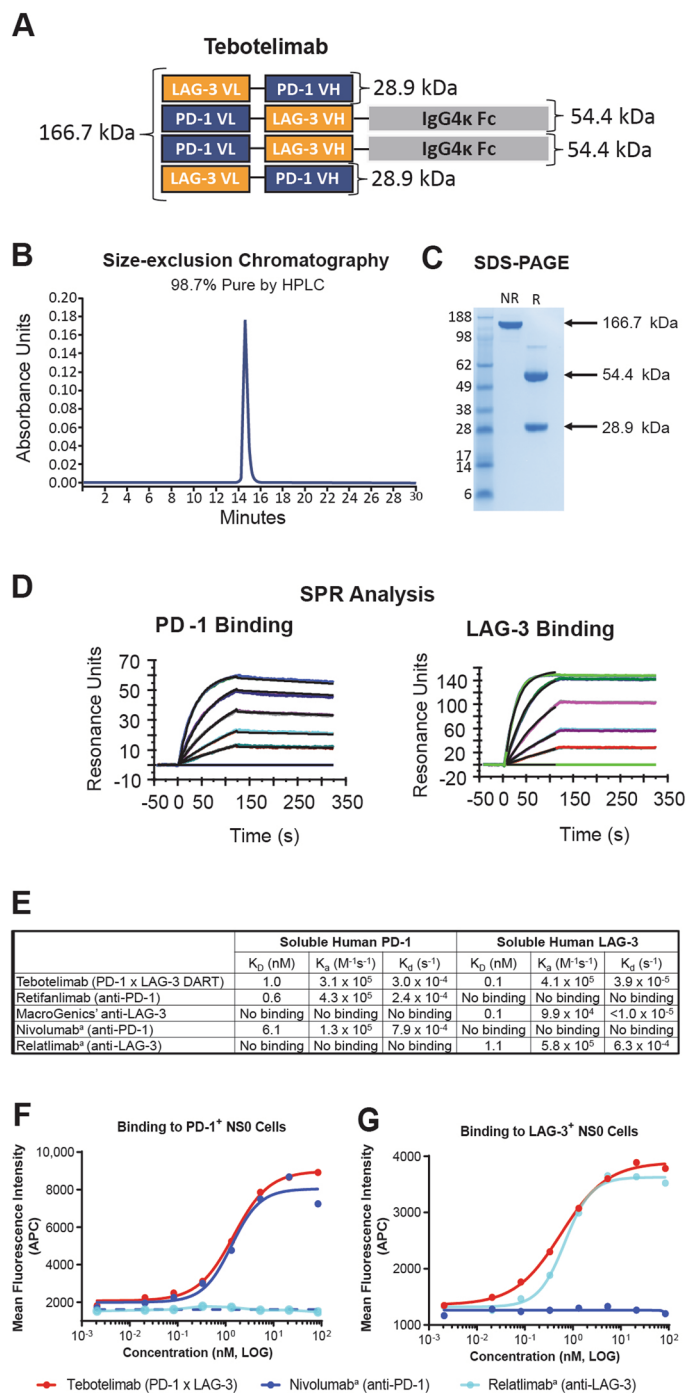 A
Tebotelimab
LAG-3 VL PD-1 VH 28.9 kDa
PD-1 VL LAG-3 VH IgG4κ Fc 54.4 kDa
166.7 kDa
PD-1 VL LAG-3 VH IgG4κ Fc 54.4 kDa
LAG-3 VL PD-1 VH 28.9 kDa
B
Size-exclusion Chromatography
98.7% Pure by HPLC
Absorbance Units
0.20
0.18
0.16
0.14
0.12
0.10
0.08
0.06
0.04
0.02
0.00
2 4 6 8 10 12 14 16 18 20 22 24 26 28 30
Minutes
C
SDS-PAGE
NR R
188
98
62
49
38
28
17
14
6
166.7 kDa
54.4 kDa
28.9 kDa
D
SPR Analysis
PD-1 Binding
Resonance Units
70
50
30
10
-10
-50 0 50 150 250 350
Time (s)
LAG-3 Binding
Resonance Units
140
100
60
20
-20
-50 0 50 150 250 350
Time (s)
E
Soluble Human PD-1 Soluble Human LAG-3
K_D (nM) K_a (M⁻¹s⁻¹) K_d (s⁻¹) K_D (nM) K_a (M⁻¹s⁻¹) K_d (s⁻¹)
Tebotelimab (PD-1 x LAG-3 DART) 1.0 3.1 x 10⁵ 3.0 x 10⁻⁴ 0.1 4.1 x 10⁵ 3.9 x 10⁻⁵
Retifanlimab (anti-PD-1) 0.6 4.3 x 10⁵ 2.4 x 10⁻⁴ No binding No binding No binding
MacroGenics' anti-LAG-3 No binding No binding No binding 0.1 9.9 x 10⁴ <1.0 x 10⁻⁵
Nivolumabᵃ (anti-PD-1) 6.1 1.3 x 10⁵ 7.9 x 10⁻⁴ No binding No binding No binding
Relatlimabᵃ (anti-LAG-3) No binding No binding No binding 1.1 5.8 x 10⁵ 6.3 x 10⁻⁴
F
Binding to PD-1⁺ NS0 Cells
Mean Fluorescence Intensity
(APC)
10,000
8000
6000
4000
2000
10⁻³ 10⁻² 10⁻¹ 10⁰ 10¹ 10²
Concentration (nM, LOG)
G
Binding to LAG-3⁺ NS0 Cells
Mean Fluorescence Intensity
(APC)
4000
3000
2000
1000
10⁻³ 10⁻² 10⁻¹ 10⁰ 10¹ 10²
Concentration (nM, LOG)
Tebotelimab (PD-1 x LAG-3) Nivolumabᵃ (anti-PD-1) Relatlimabᵃ (anti-LAG-3)